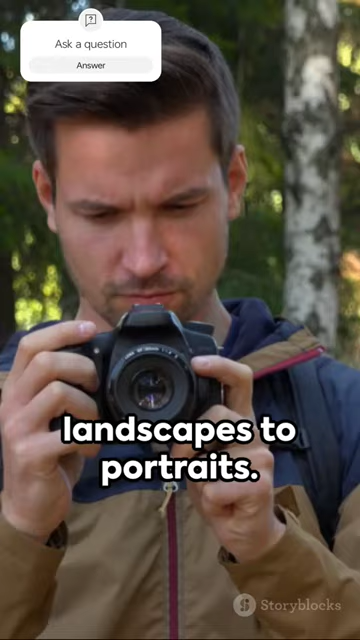 Ask a question
Answer
landscapes to
portraits.
Storyblocks